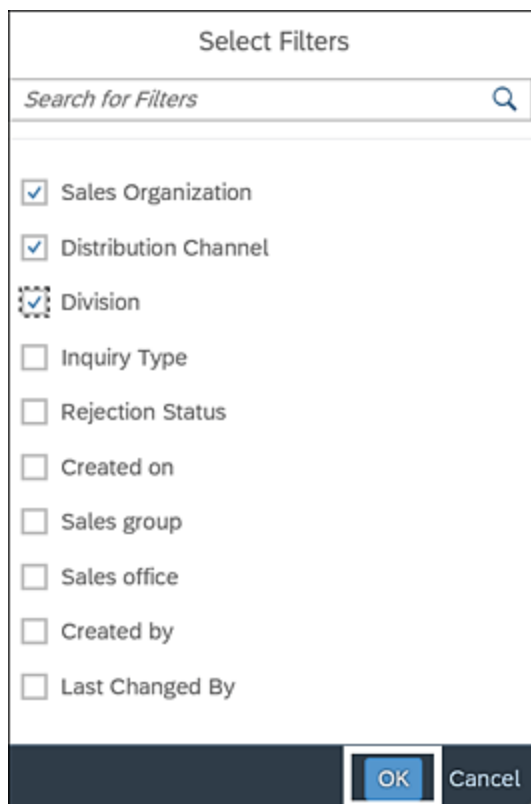 Select Filters
Search for Filters
Sales Organization
Distribution Channel
Division
Inquiry Type
Rejection Status
Created on
Sales group
Sales office
Created by
Last Changed By
OK Cancel